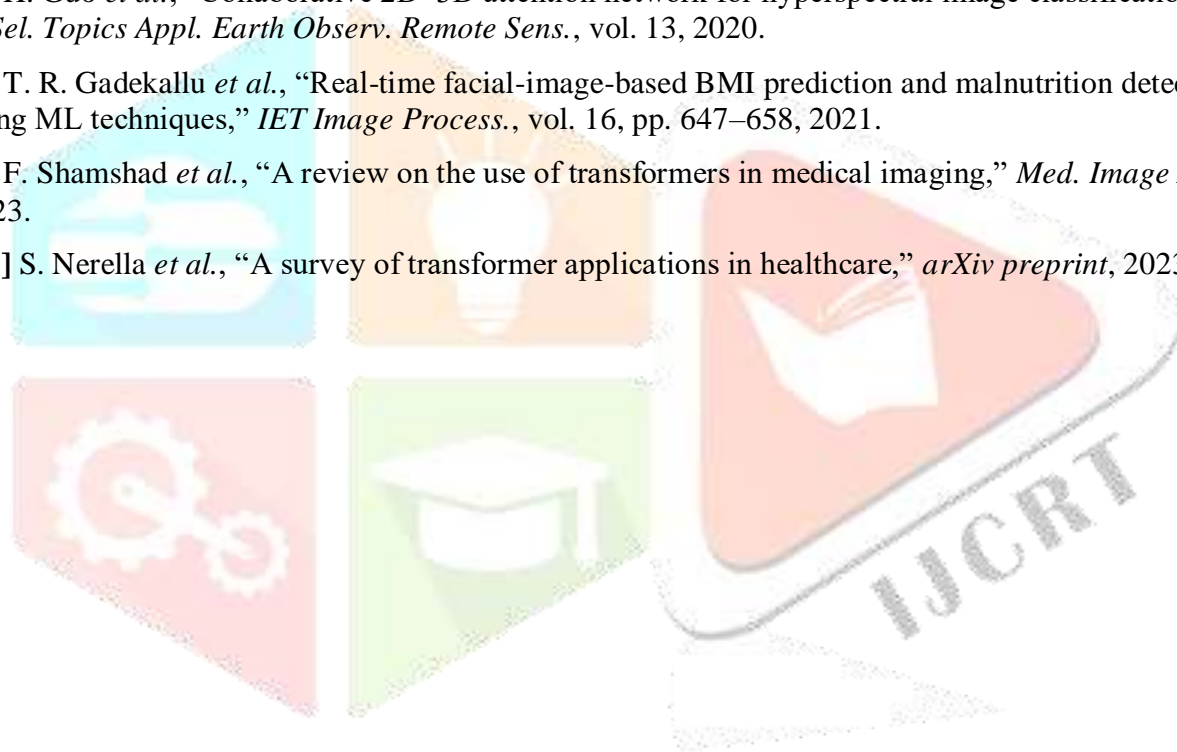 et al., “Collaborative 2D–3D attention network for hyperspectral image classificatio
Sel. Topics Appl. Earth Observ. Remote Sens., vol. 13, 2020.
T. R. Gadekallu et al., “Real-time facial-image-based BMI prediction and malnutrition detec
ng ML techniques,” IET Image Process., vol. 16, pp. 647–658, 2021.
F. Shamshad et al., “A review on the use of transformers in medical imaging,” Med. Image
23.
] S. Nerella et al., “A survey of transformer applications in healthcare,” arXiv preprint, 2023
IJCRT